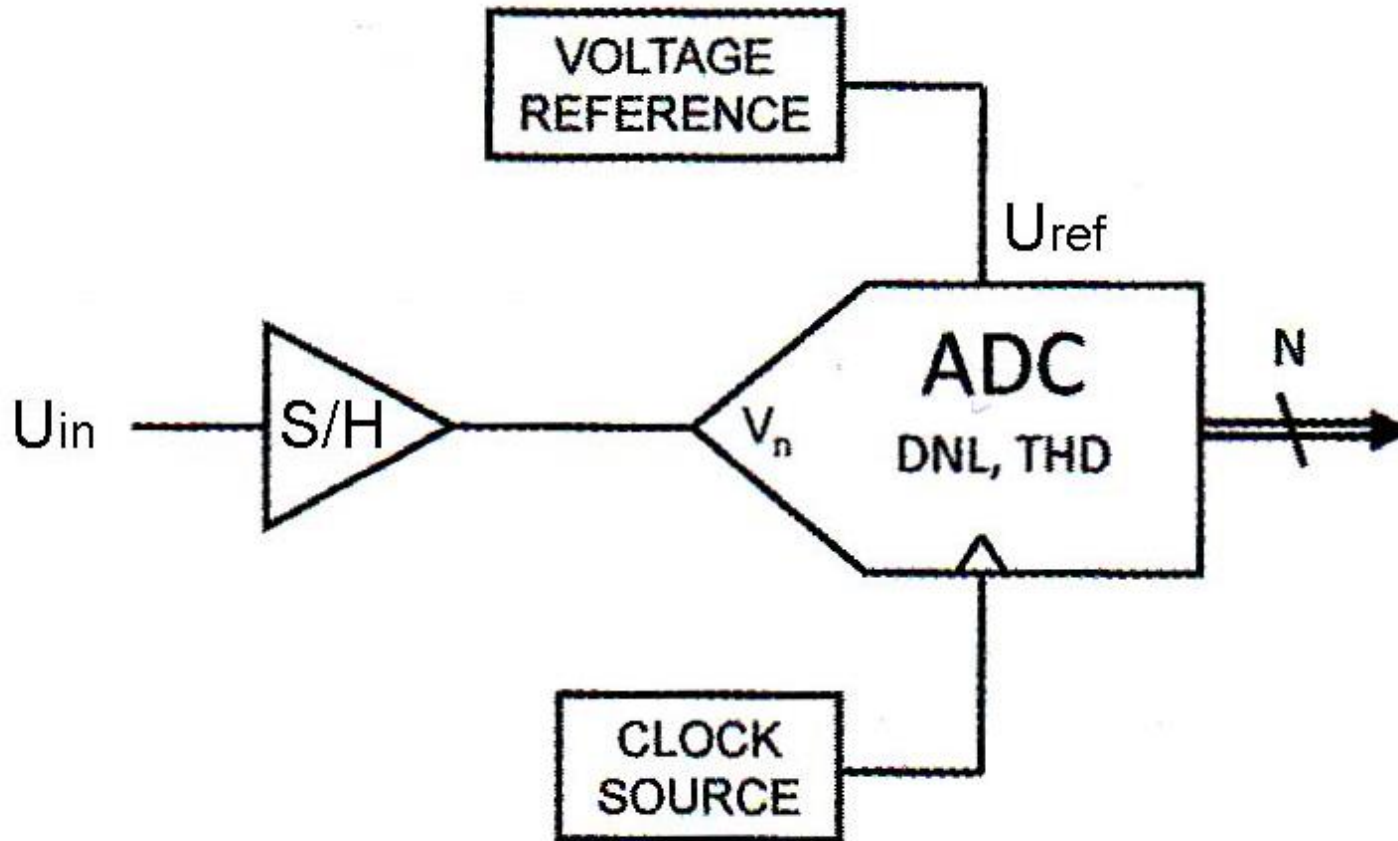 VOLTAGE
REFERENCE
Uref
ADC
N
Uin
S/H
Vn
DNL, THD
CLOCK
SOURCE